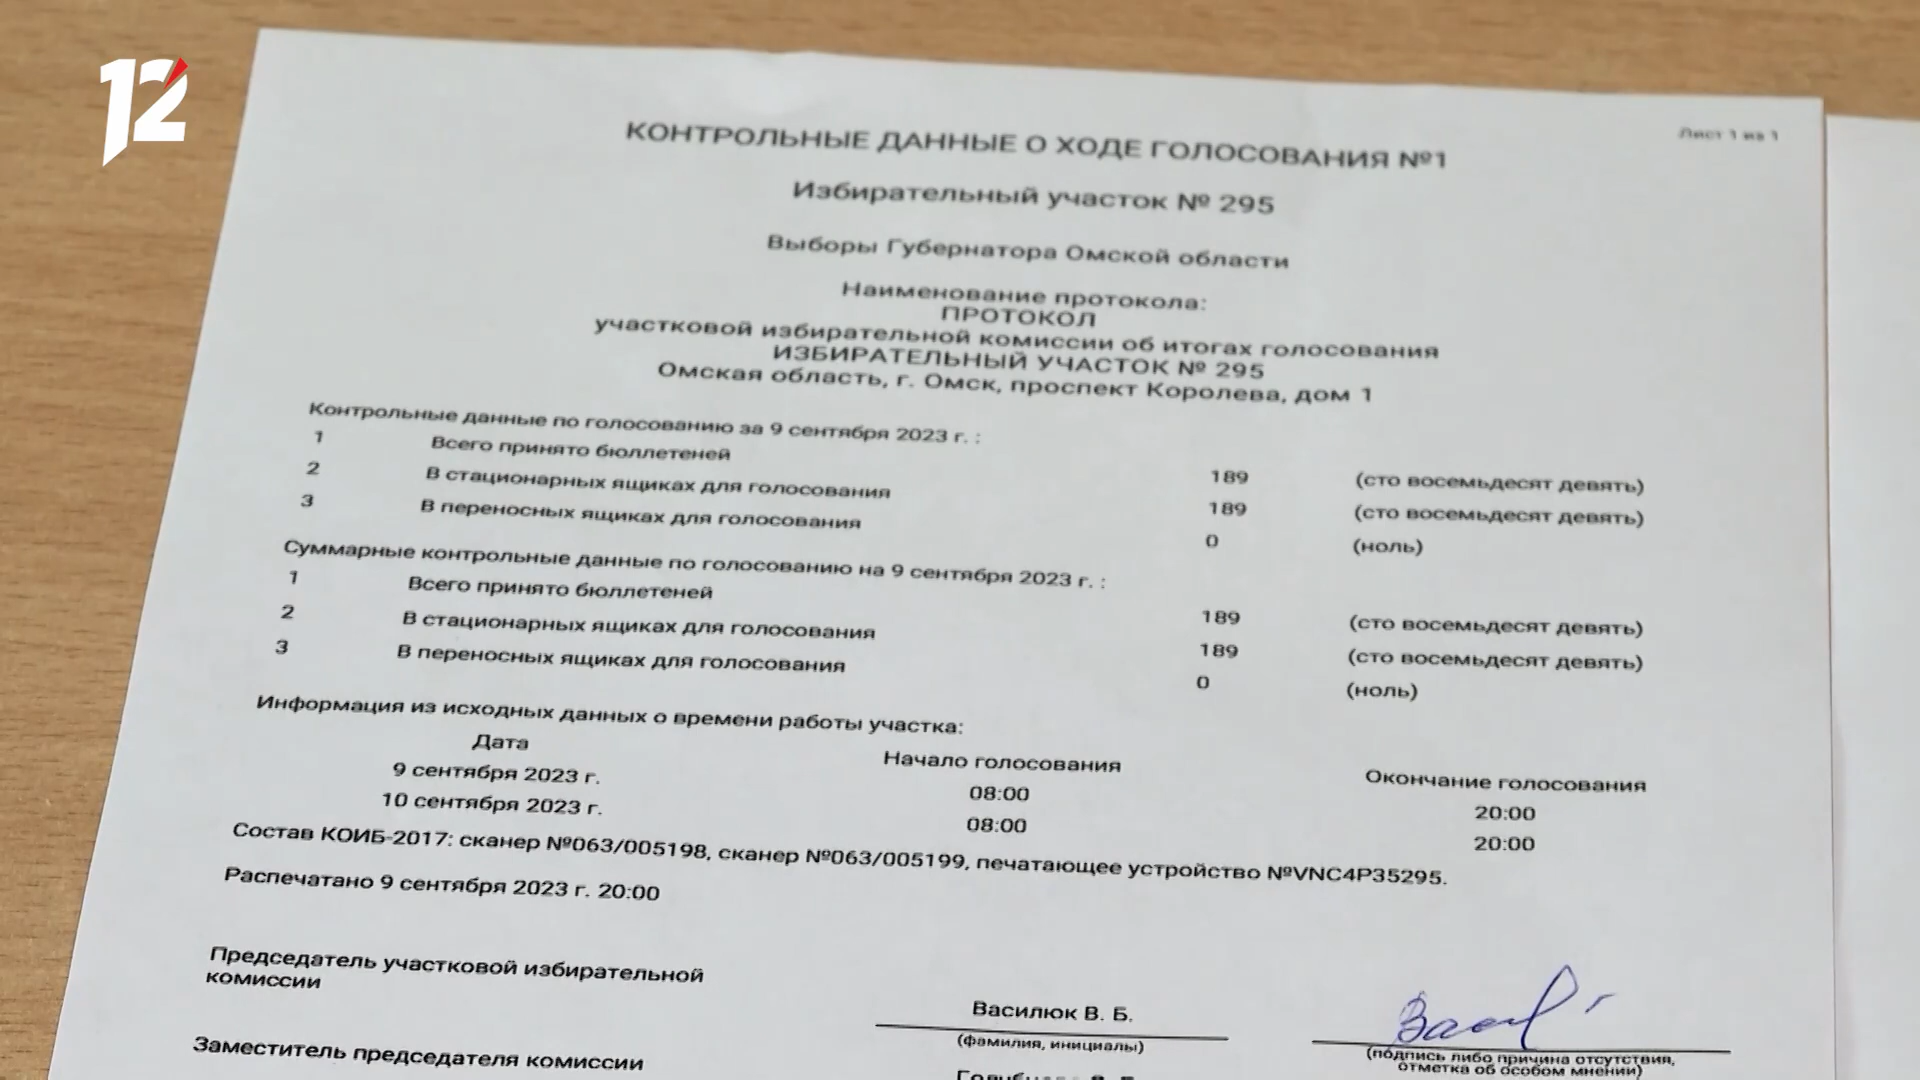 12
Лист 1 из 1
КОНТРОЛЬНЫЕ ДАННЫЕ О ХОДЕ ГОЛОСОВАНИЯ №1
Избирательный участок № 295
Выборы Губернатора Омской области
Наименование протокола:
ПРОТОКОЛ
участковой избирательной комиссии об итогах голосования
ИЗБИРАТЕЛЬНЫЙ УЧАСТОК № 295
Омская область, г. Омск, проспект Королева, дом 1
Контрольные данные по голосованию за 9 сентября 2023 г. :
1 Всего принято бюллетеней 189 (сто восемьдесят девять)
2 В стационарных ящиках для голосования 189 (сто восемьдесят девять)
3 В переносных ящиках для голосования 0 (ноль)
Суммарные контрольные данные по голосованию на 9 сентября 2023 г. :
1 Всего принято бюллетеней 189 (сто восемьдесят девять)
2 В стационарных ящиках для голосования 189 (сто восемьдесят девять)
3 В переносных ящиках для голосования 0 (ноль)
Информация из исходных данных о времени работы участка:
Дата Начало голосования Окончание голосования
9 сентября 2023 г. 08:00 20:00
10 сентября 2023 г. 08:00 20:00
Состав КОИБ-2017: сканер №063/005198, сканер №063/005199, печатающее устройство №VNC4P35295.
Распечатано 9 сентября 2023 г. 20:00
Председатель участковой избирательной
комиссии
Василюк В. Б.
(фамилия, инициалы)
(подпись либо причина отсутствия,
отметка об особом мнении)
Заместитель председателя комиссии